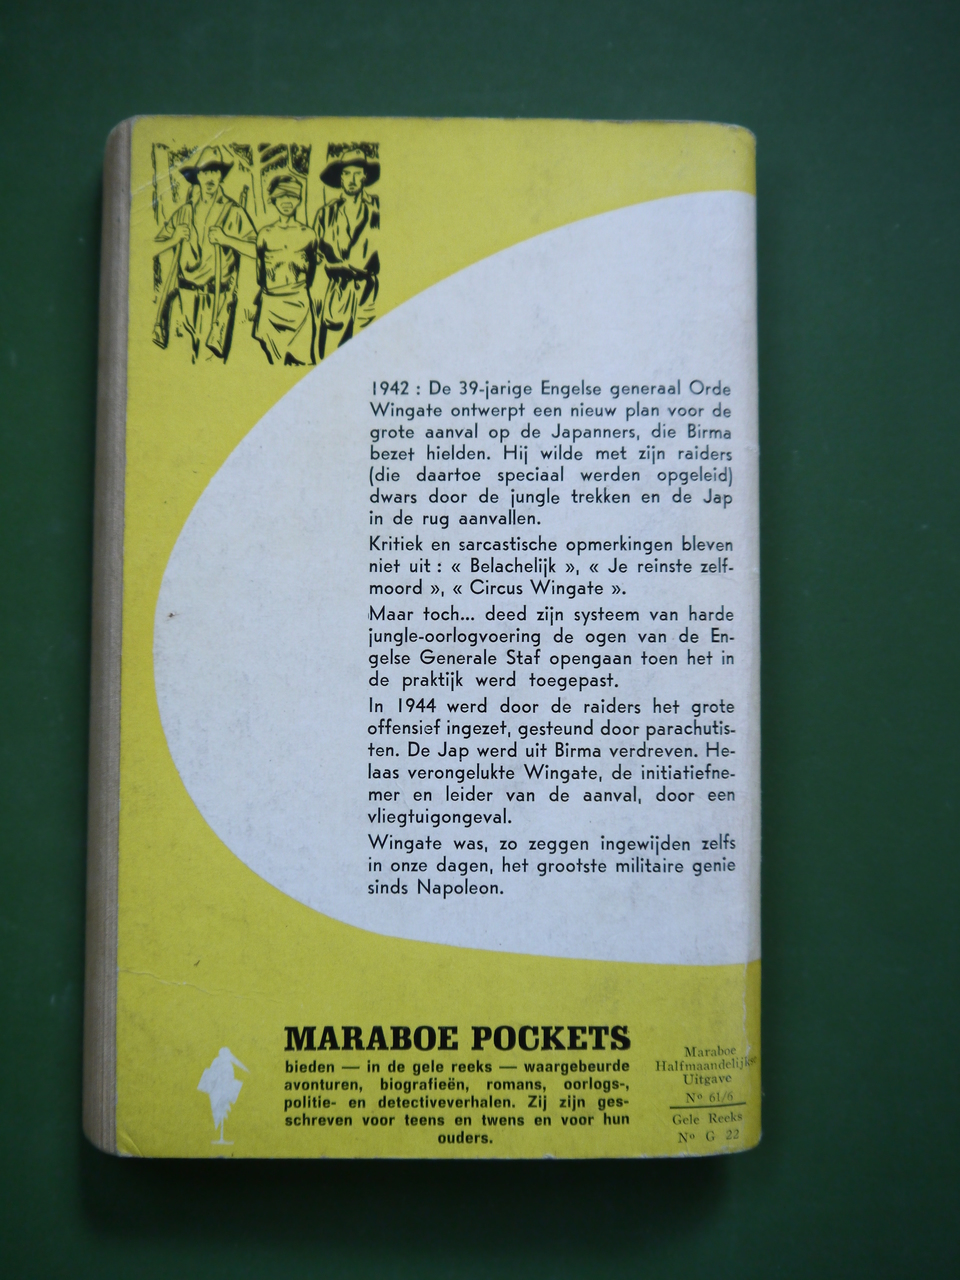 1942 : De 39-jarige Engelse generaal Orde
Wingate ontwerpt een nieuw plan voor de
grote aanval op de Japanners, die Birma
bezet hielden. Hij wilde met zijn raiders
(die daartoe speciaal werden opgeleid)
dwars door de jungle trekken en de Jap
in de rug aanvallen.
Kritiek en sarcastische opmerkingen bleven
niet uit : « Belachelijk », « Je reinste zelf-
moord », « Circus Wingate ».
Maar toch... deed zijn systeem van harde
jungle-oorlogvoering de ogen van de En-
gelse Generale Staf opengaan toen het in
de praktijk werd toegepast.
In 1944 werd door de raiders het grote
offensief ingezet, gesteund door parachutis-
ten. De Jap werd uit Birma verdreven. He-
laas verongelukte Wingate, de initiatiefne-
mer en leider van de aanval, door een
vliegtuigongeval.
Wingate was, zo zeggen ingewijden zelfs
in onze dagen, het grootste militaire genie
sinds Napoleon.
MARABOE POCKETS
bieden — in de gele reeks — waargebeurde
avonturen, biografieën, romans, oorlogs-,
politie- en detectiveverhalen. Zij zijn ges-
schreven voor teens en twens en voor hun
ouders.
Maraboe
Halfmaandelijkse
Uitgave
Nº 61/6
Gele Reeks
Nº G 22